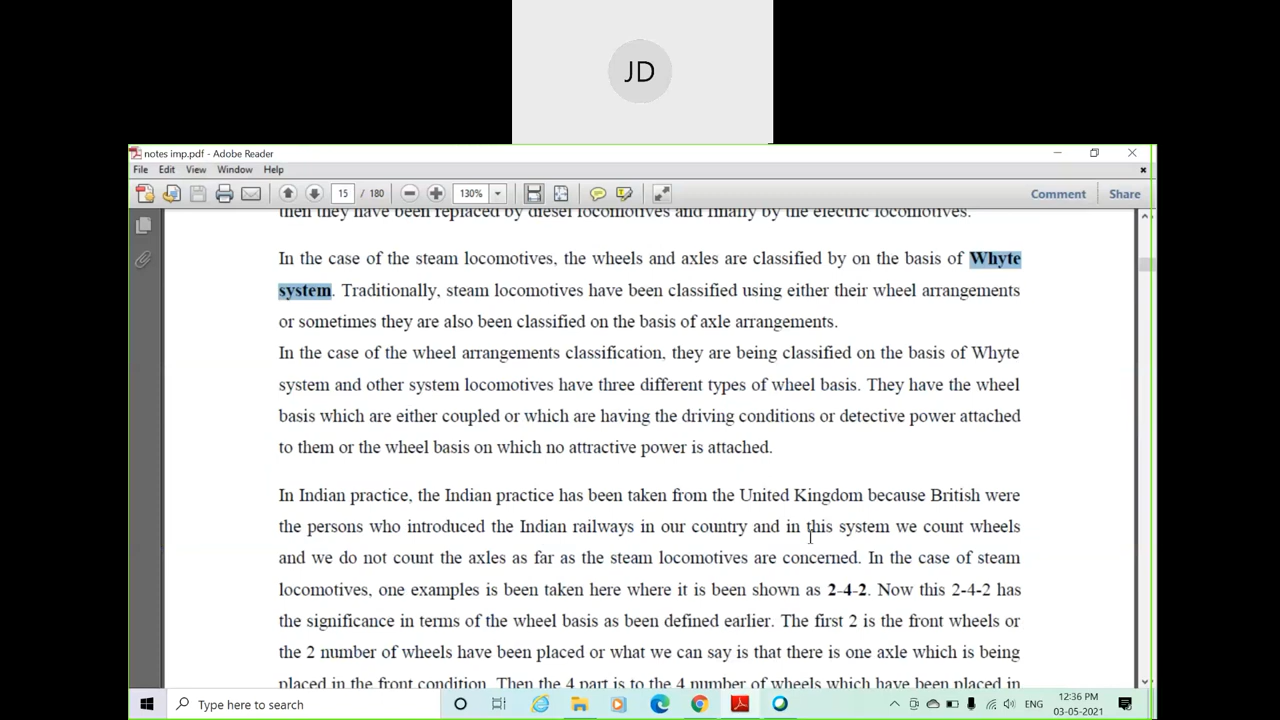 JD
notes imp.pdf - Adobe Reader
File Edit View Window Help
15 / 180 130% Comment Share
then they have been replaced by diesel locomotives and finally by the electric locomotives.
In the case of the steam locomotives, the wheels and axles are classified by on the basis of Whyte
system. Traditionally, steam locomotives have been classified using either their wheel arrangements
or sometimes they are also been classified on the basis of axle arrangements.
In the case of the wheel arrangements classification, they are being classified on the basis of Whyte
system and other system locomotives have three different types of wheel basis. They have the wheel
basis which are either coupled or which are having the driving conditions or detective power attached
to them or the wheel basis on which no attractive power is attached.
In Indian practice, the Indian practice has been taken from the United Kingdom because British were
the persons who introduced the Indian railways in our country and in this system we count wheels
and we do not count the axles as far as the steam locomotives are concerned. In the case of steam
locomotives, one examples is been taken here where it is been shown as 2-4-2. Now this 2-4-2 has
the significance in terms of the wheel basis as been defined earlier. The first 2 is the front wheels or
the 2 number of wheels have been placed or what we can say is that there is one axle which is being
placed in the front condition. Then the 4 part is to the 4 number of wheels which have been placed in
Type here to search
ENG
12:36 PM
03-05-2021